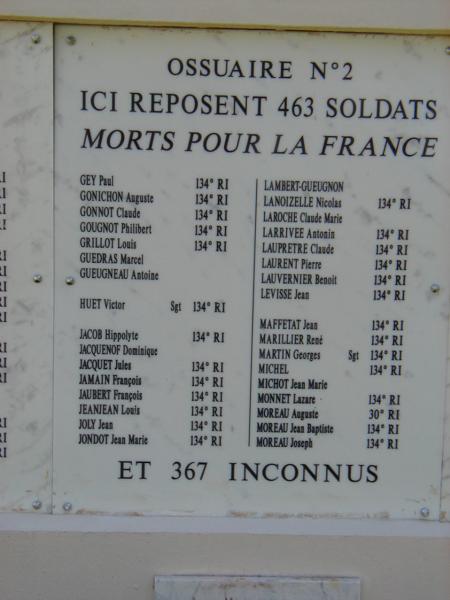 OSSUAIRE N°2
ICI REPOSENT 463 SOLDATS
MORTS POUR LA FRANCE
GEY Paul 134° RI
GONICHON Auguste 134° RI
GONNOT Claude 134° RI
GOUGNOT Philibert 134° RI
GRILLOT Louis 134° RI
GUEDRAS Marcel
GUEUGNEAU Antoine
HUET Victor Sgt 134° RI
JACOB Hippolyte 134° RI
JACQUENOF Dominique
JACQUET Jules 134° RI
JAMAIN François 134° RI
JAUBERT François 134° RI
JEANJEAN Louis 134° RI
JOLY Jean 134° RI
JONDOT Jean Marie 134° RI
LAMBERT-GUEUGNON
LANOIZELLE Nicolas 134° RI
LAROCHE Claude Marie
LARRIVEE Antonin 134° RI
LAUPRETRE Claude 134° RI
LAURENT Pierre 134° RI
LAUVERNIER Benoit 134° RI
LEVISSE Jean 134° RI
MAFFETAT Jean 134° RI
MARILLIER René 134° RI
MARTIN Georges Sgt 134° RI
MICHEL 134° RI
MICHOT Jean Marie
MONNET Lazare 134° RI
MOREAU Auguste 30° RI
MOREAU Jean Baptiste 134° RI
MOREAU Joseph 134° RI
ET 367 INCONNUS